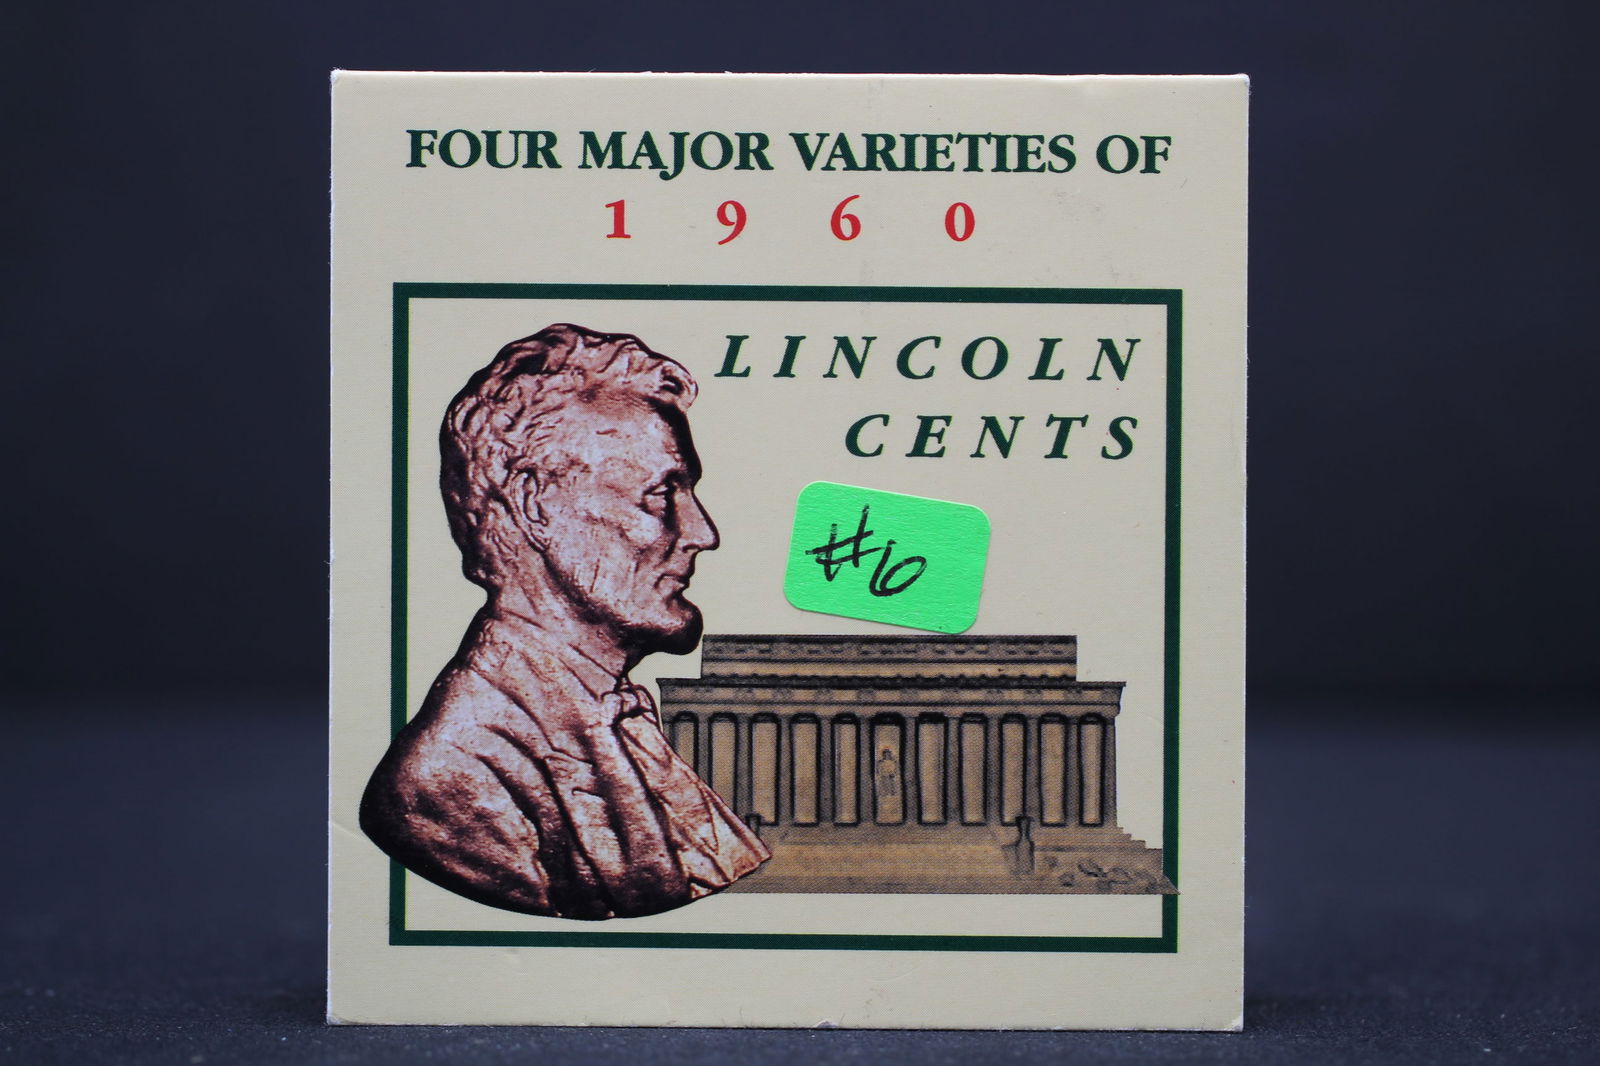 FOUR MAJOR VARIETIES OF
1960
LINCOLN
CENTS
#6